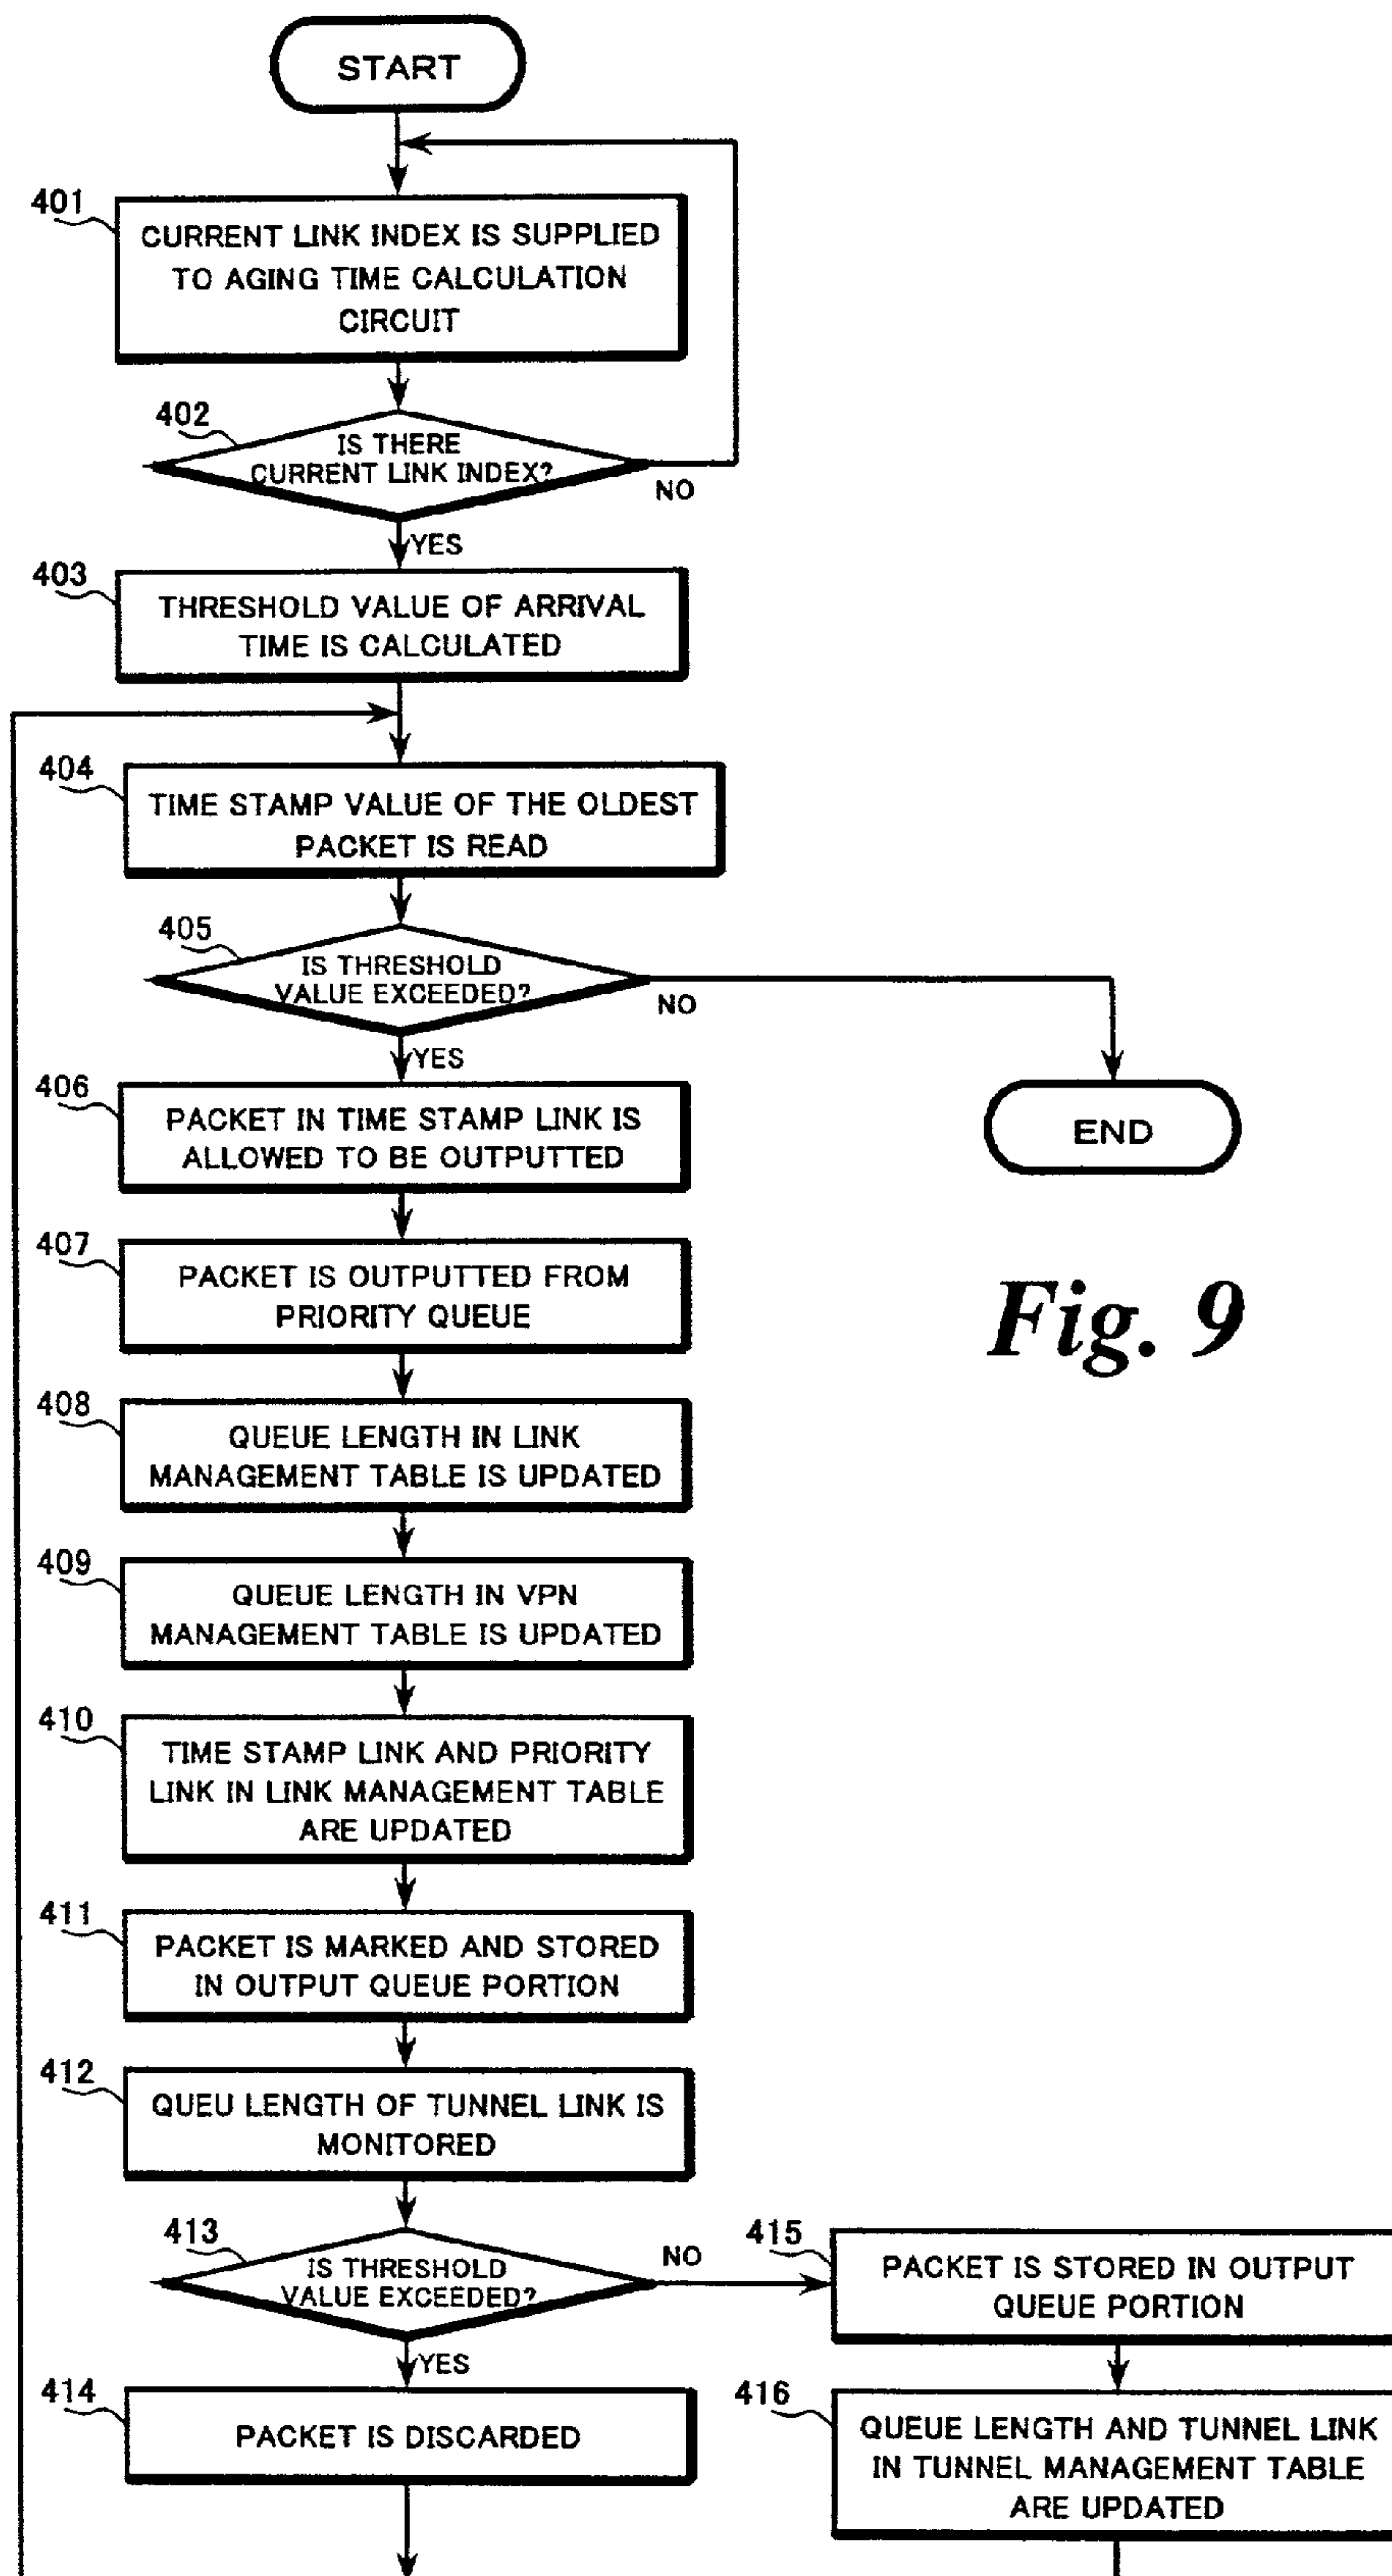 START
401
CURRENT LINK INDEX IS SUPPLIED
TO AGING TIME CALCULATION
CIRCUIT
402
IS THERE
CURRENT LINK INDEX?
NO
YES
403
THRESHOLD VALUE OF ARRIVAL
TIME IS CALCULATED
404
TIME STAMP VALUE OF THE OLDEST
PACKET IS READ
405
IS THRESHOLD
VALUE EXCEEDED?
NO
YES
406
PACKET IN TIME STAMP LINK IS
ALLOWED TO BE OUTPUTTED
END
407
PACKET IS OUTPUTTED FROM
PRIORITY QUEUE
Fig. 9
408
QUEUE LENGTH IN LINK
MANAGEMENT TABLE IS UPDATED
409
QUEUE LENGTH IN VPN
MANAGEMENT TABLE IS UPDATED
410
TIME STAMP LINK AND PRIORITY
LINK IN LINK MANAGEMENT TABLE
ARE UPDATED
411
PACKET IS MARKED AND STORED
IN OUTPUT QUEUE PORTION
412
QUEU LENGTH OF TUNNEL LINK IS
MONITORED
413
IS THRESHOLD
VALUE EXCEEDED?
NO
YES
415
PACKET IS STORED IN OUTPUT
QUEUE PORTION
414
PACKET IS DISCARDED
416
QUEUE LENGTH AND TUNNEL LINK
IN TUNNEL MANAGEMENT TABLE
ARE UPDATED